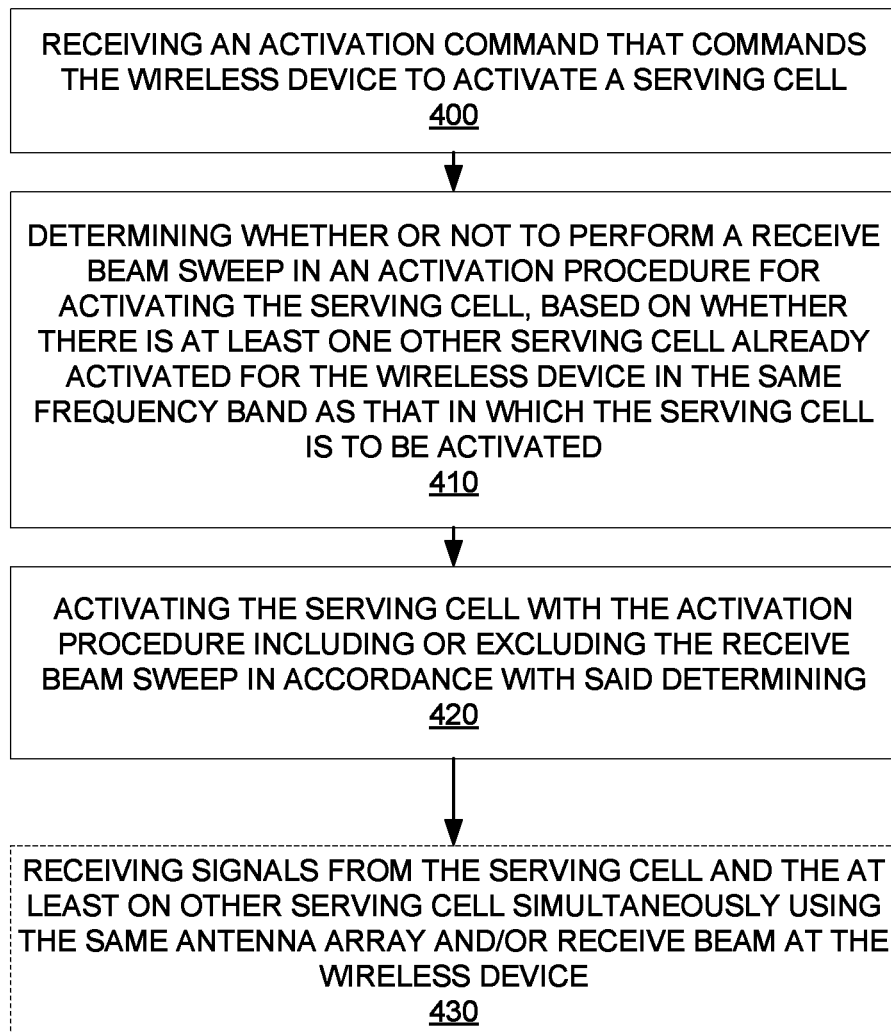 RECEIVING AN ACTIVATION COMMAND THAT COMMANDS
THE WIRELESS DEVICE TO ACTIVATE A SERVING CELL
400
DETERMINING WHETHER OR NOT TO PERFORM A RECEIVE
BEAM SWEEP IN AN ACTIVATION PROCEDURE FOR
ACTIVATING THE SERVING CELL, BASED ON WHETHER
THERE IS AT LEAST ONE OTHER SERVING CELL ALREADY
ACTIVATED FOR THE WIRELESS DEVICE IN THE SAME
FREQUENCY BAND AS THAT IN WHICH THE SERVING CELL
IS TO BE ACTIVATED
410
ACTIVATING THE SERVING CELL WITH THE ACTIVATION
PROCEDURE INCLUDING OR EXCLUDING THE RECEIVE
BEAM SWEEP IN ACCORDANCE WITH SAID DETERMINING
420
RECEIVING SIGNALS FROM THE SERVING CELL AND THE AT
LEAST ON OTHER SERVING CELL SIMULTANEOUSLY USING
THE SAME ANTENNA ARRAY AND/OR RECEIVE BEAM AT THE
WIRELESS DEVICE
430